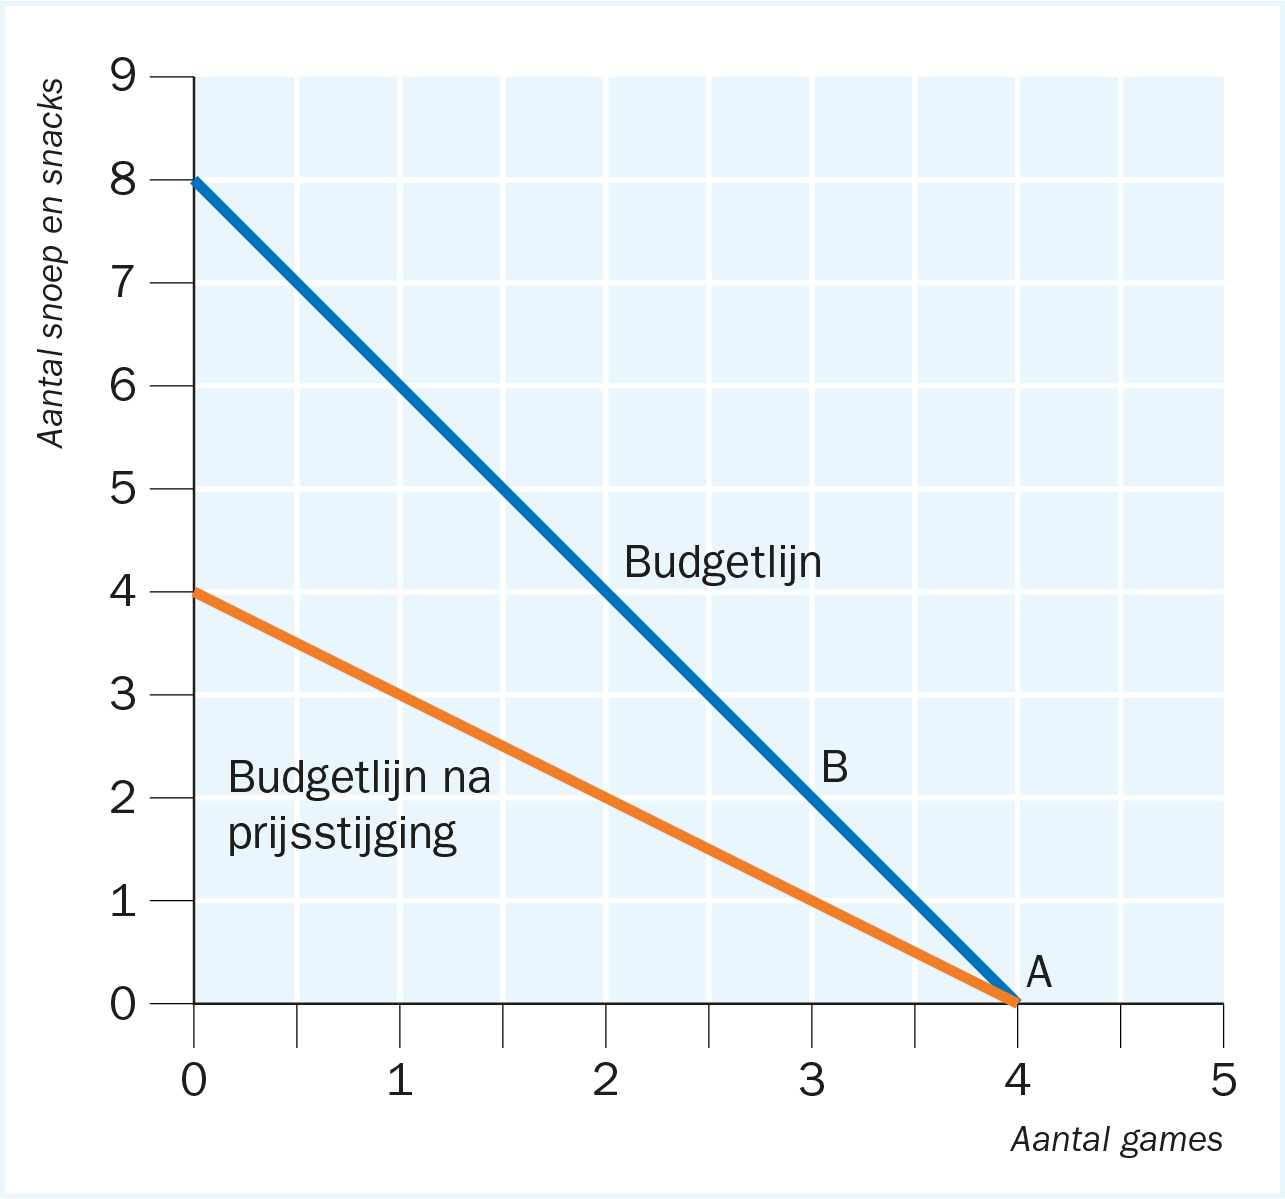 Aantal snoep en snacks
9
8
7
6
5
4
3
2
1
0
Budgetlijn
B
Budgetlijn na
prijsstijging
A
0 1 2 3 4 5
Aantal games